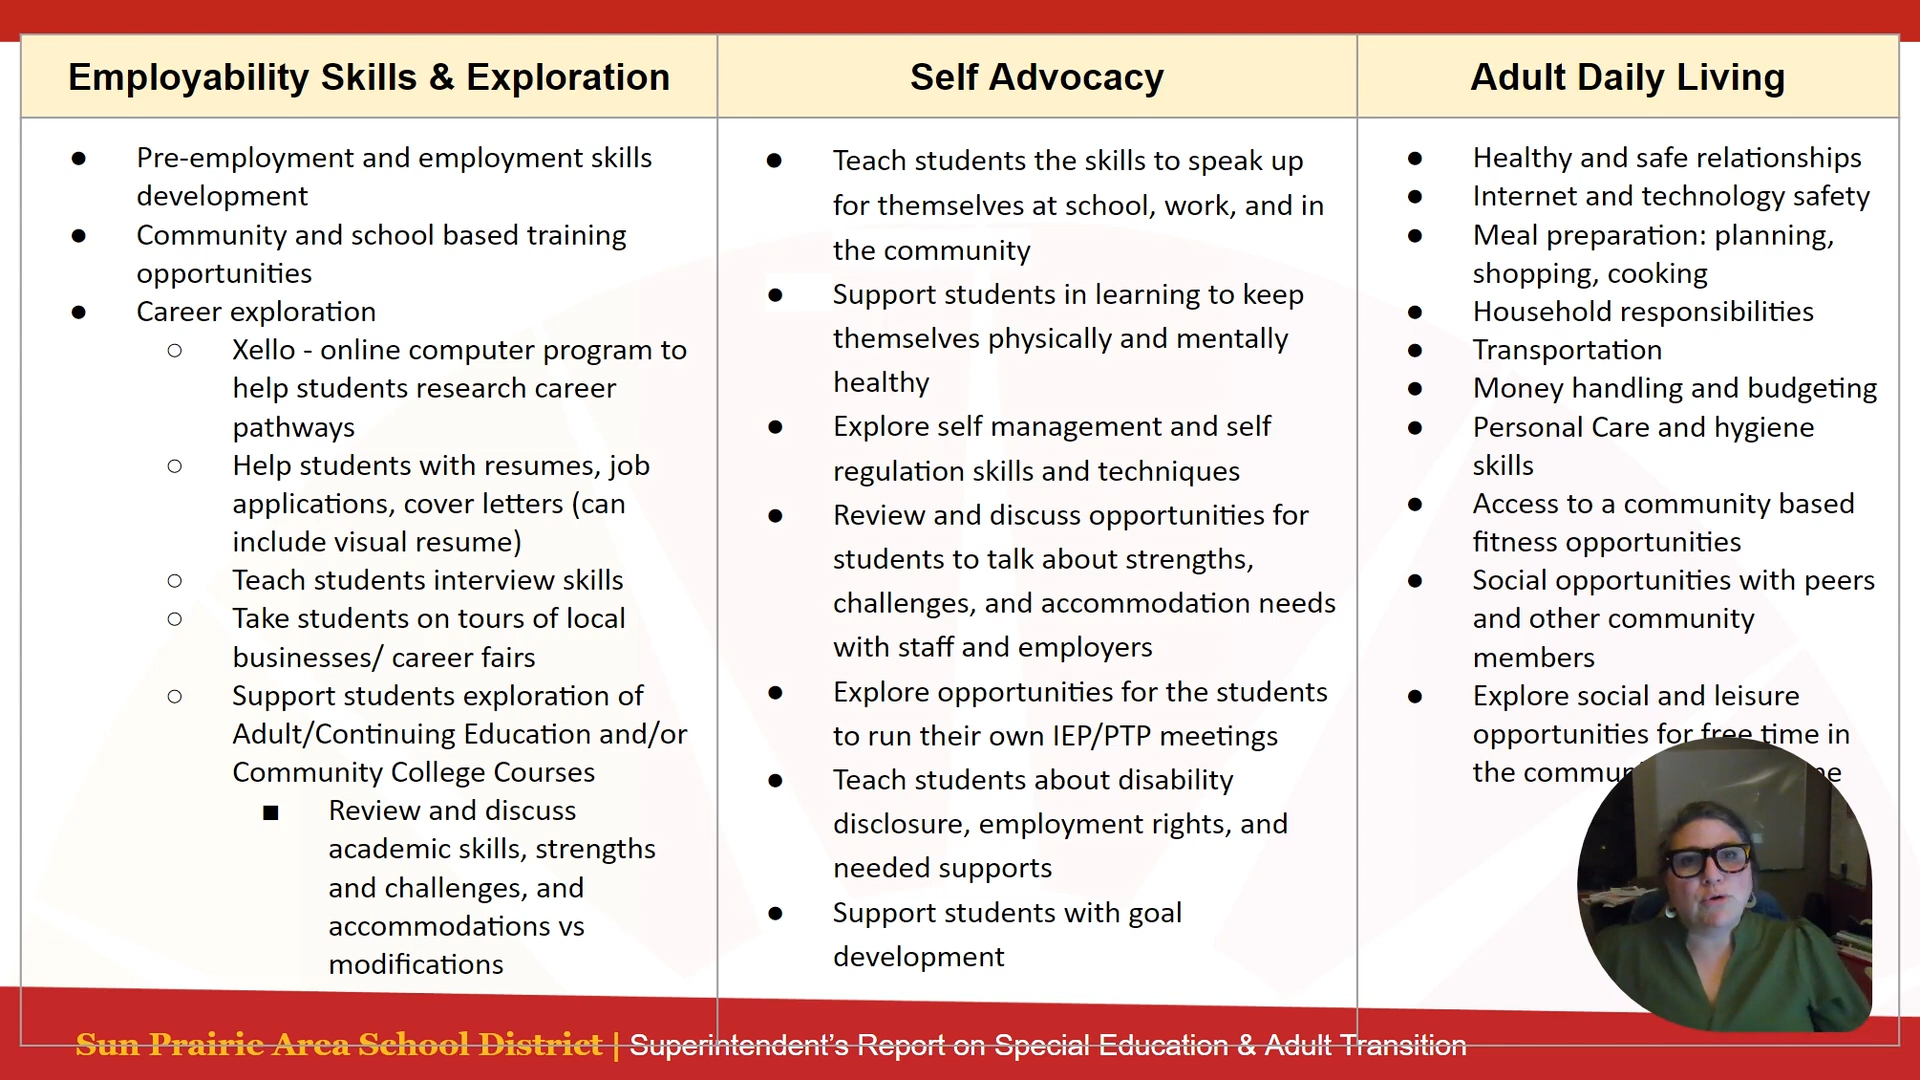 Employability Skills & Exploration
● Pre-employment and employment skills
development
● Community and school based training
opportunities
● Career exploration
○ Xello - online computer program to
help students research career
pathways
○ Help students with resumes, job
applications, cover letters (can
include visual resume)
○ Teach students interview skills
○ Take students on tours of local
businesses/ career fairs
○ Support students exploration of
Adult/Continuing Education and/or
Community College Courses
■ Review and discuss
academic skills, strengths
and challenges, and
accommodations vs
modifications
Self Advocacy
● Teach students the skills to speak up
for themselves at school, work, and in
the community
● Support students in learning to keep
themselves physically and mentally
healthy
● Explore self management and self
regulation skills and techniques
● Review and discuss opportunities for
students to talk about strengths,
challenges, and accommodation needs
with staff and employers
● Explore opportunities for the students
to run their own IEP/PTP meetings
● Teach students about disability
disclosure, employment rights, and
needed supports
● Support students with goal
development
Adult Daily Living
● Healthy and safe relationships
● Internet and technology safety
● Meal preparation: planning,
shopping, cooking
● Household responsibilities
● Transportation
● Money handling and budgeting
● Personal Care and hygiene
skills
● Access to a community based
fitness opportunities
● Social opportunities with peers
and other community
members
● Explore social and leisure
opportunities for free time in
the
Sun Prairie Area School District | Superintendent's Report on Special Education & Adult Transition